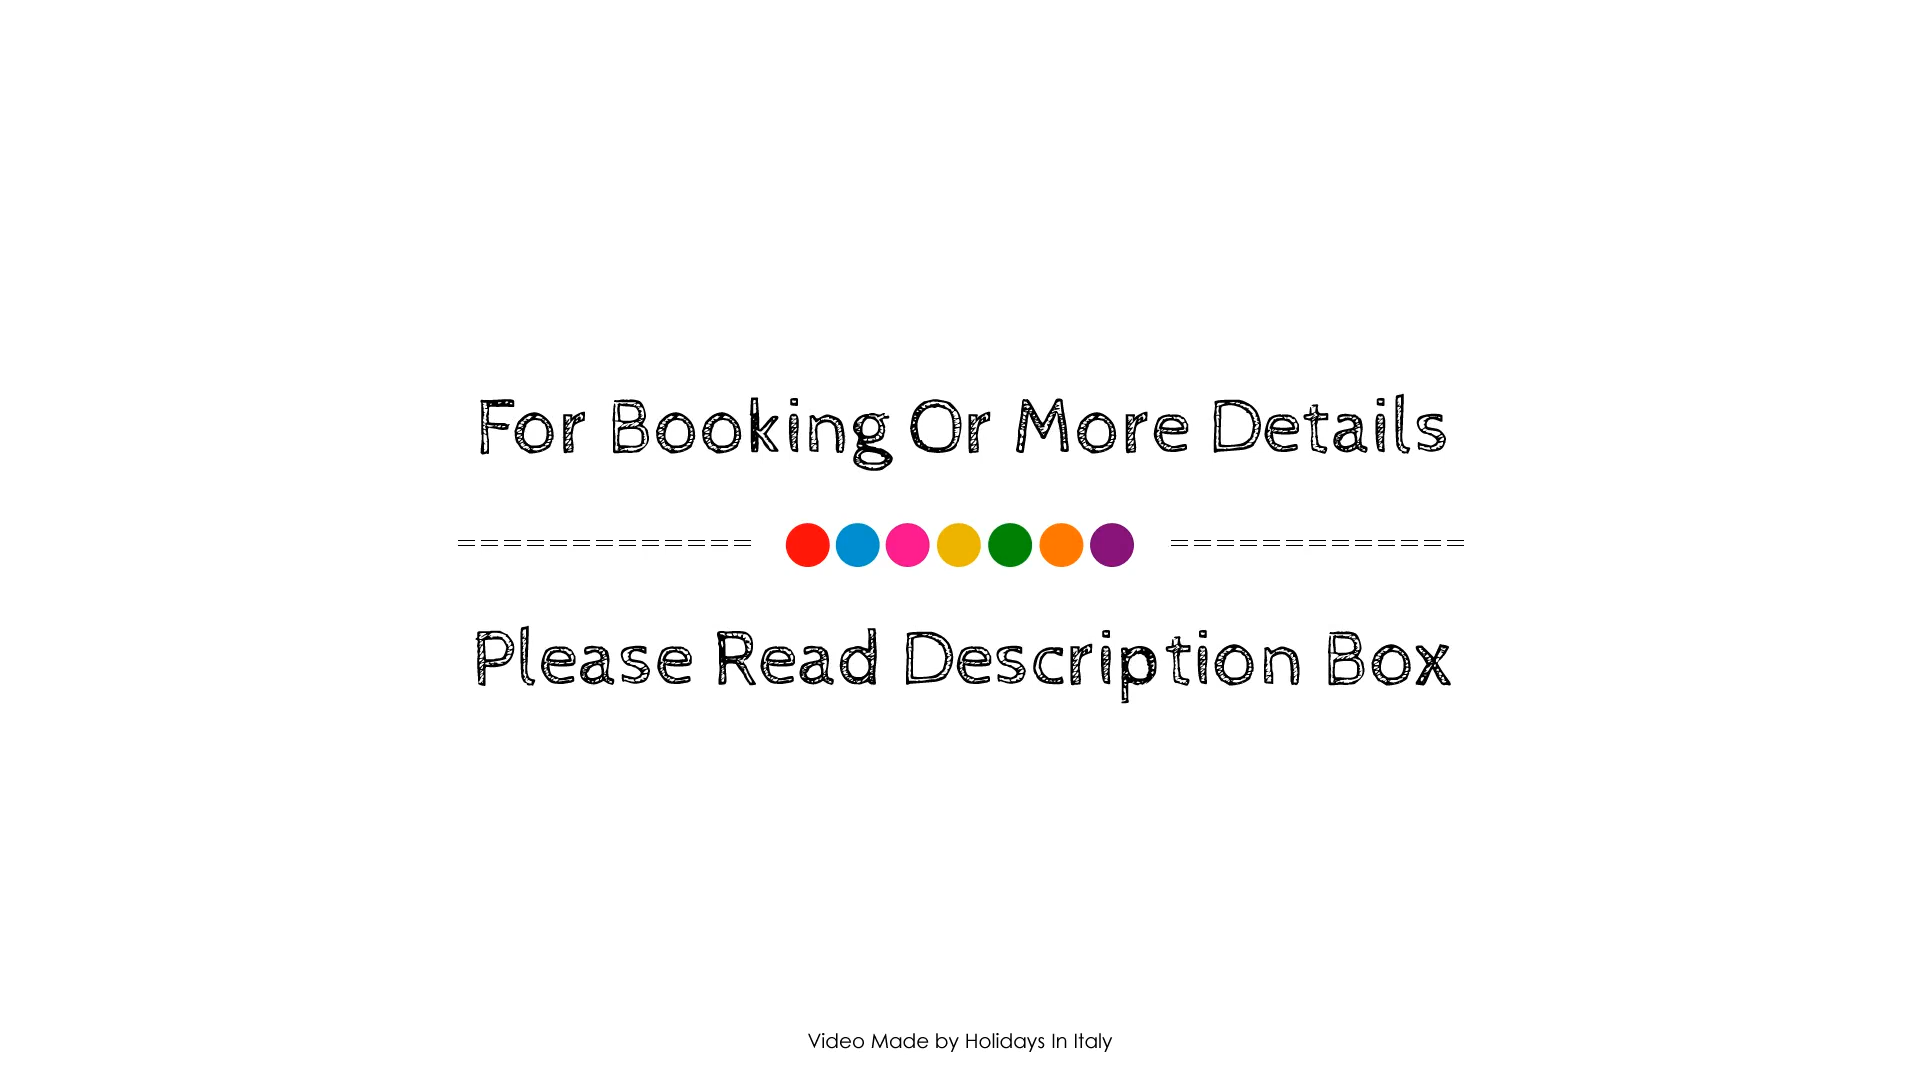 For Booking Or More Details
============= =============
Please Read Description Box
Video Made by Holidays In Italy